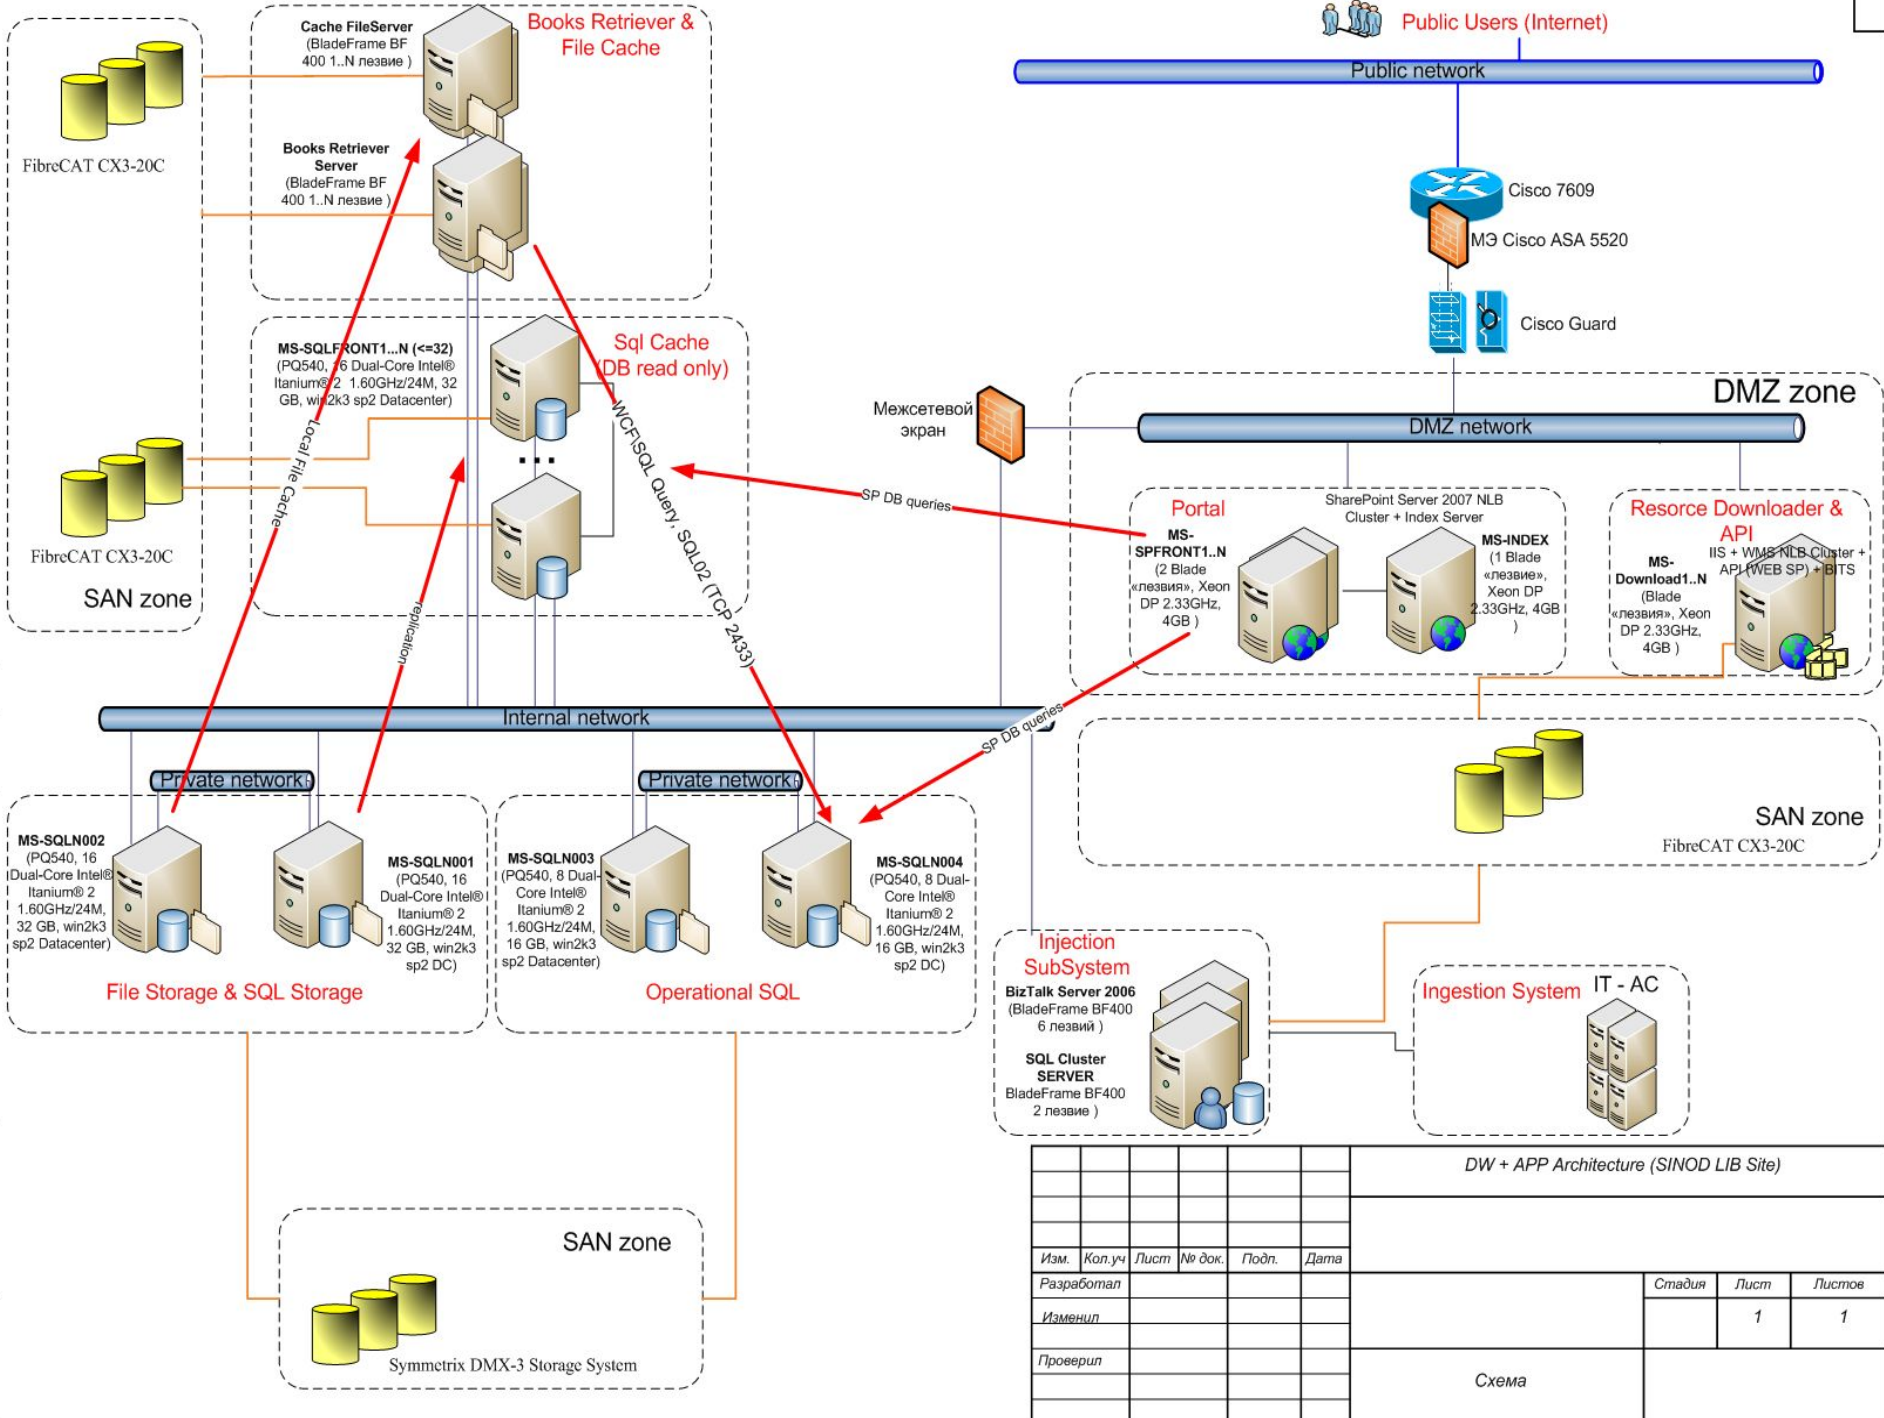 Cache FileServer
(BladeFrame BF
400 1..N лезвие )
Books Retriever &
File Cache
FibreCAT CX3-20C
Books Retriever
Server
(BladeFrame BF
400 1..N лезвие )
Public Users (Internet)
Public network
Cisco 7609
МЭ Cisco ASA 5520
Cisco Guard
MS-SQLFRONT1...N (<=32)
(PQ540, 16 Dual-Core Intel®
Itanium® 2 1.60GHz/24M, 32
GB, win2k3 sp2 Datacenter)
Sql Cache
(DB read only)
...
FibreCAT CX3-20C
SAN zone
Local File Cache
replication
WCF\SQL Query, SQL02 (TCP 2433)
SP DB queries
SP DB queries
Межсетевой
экран
DMZ zone
DMZ network
Portal
SharePoint Server 2007 NLB
Cluster + Index Server
MS-
SPFRONT1..N
(2 Blade
«лезвия», Xeon
DP 2.33GHz,
4GB )
MS-INDEX
(1 Blade
«лезвие»,
Xeon DP
2.33GHz, 4GB
)
Resorce Downloader &
API
IIS + WMS NLB Cluster +
API (WEB SP) + BITS
MS-
Download1..N
(Blade
«лезвия», Xeon
DP 2.33GHz,
4GB )
Internal network
Private network
Private network
SAN zone
FibreCAT CX3-20C
MS-SQLN002
(PQ540, 16
Dual-Core Intel®
Itanium® 2
1.60GHz/24M,
32 GB, win2k3
sp2 Datacenter)
MS-SQLN001
(PQ540, 16
Dual-Core Intel®
Itanium® 2
1.60GHz/24M,
32 GB, win2k3
sp2 DC)
File Storage & SQL Storage
MS-SQLN003
(PQ540, 8 Dual-
Core Intel®
Itanium® 2
1.60GHz/24M,
16 GB, win2k3
sp2 Datacenter)
MS-SQLN004
(PQ540, 8 Dual-
Core Intel®
Itanium® 2
1.60GHz/24M,
16 GB, win2k3
sp2 DC)
Operational SQL
Injection
SubSystem
BizTalk Server 2006
(BladeFrame BF400
6 лезвий )
SQL Cluster
SERVER
BladeFrame BF400
2 лезвие )
Ingestion System
IT - AC
SAN zone
Symmetrix DMX-3 Storage System
DW + APP Architecture (SINOD LIB Site)
Изм. Кол.уч Лист № док. Подп. Дата
Разработал
Стадия Лист Листов
Изменил
1 1
Проверил
Схема